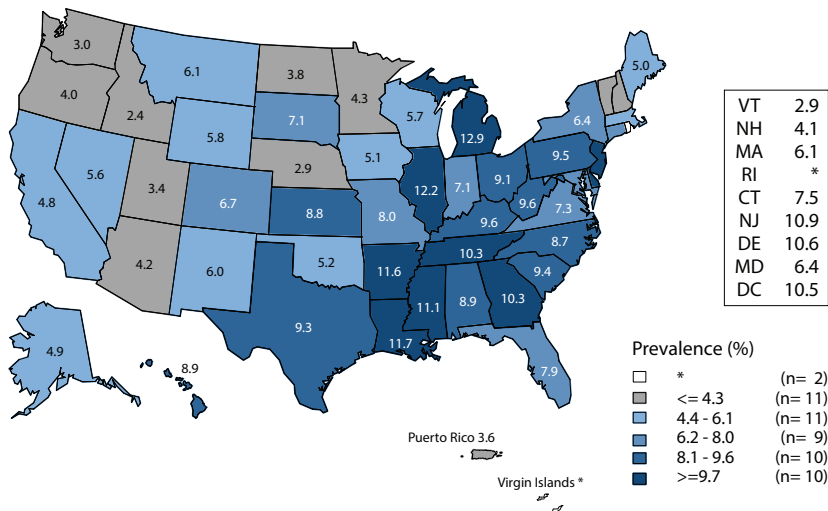 3.0
4.0
2.4
6.1
3.8
4.3
5.0
5.7
7.1
5.8
12.9
6.4
5.6
4.8
3.4
2.9
5.1
9.5
6.7
8.8
8.0
12.2
7.1
9.1
9.6
9.6
7.3
4.2
6.0
5.2
11.6
10.3
8.7
9.4
9.3
11.7
11.1
8.9
10.3
7.9
4.9
8.9
Puerto Rico 3.6
Virgin Islands *
VT 2.9
NH 4.1
MA 6.1
RI *
CT 7.5
NJ 10.9
DE 10.6
MD 6.4
DC 10.5
Prevalence (%)
* (n= 2)
<= 4.3 (n= 11)
4.4 - 6.1 (n= 11)
6.2 - 8.0 (n= 9)
8.1 - 9.6 (n= 10)
>=9.7 (n= 10)